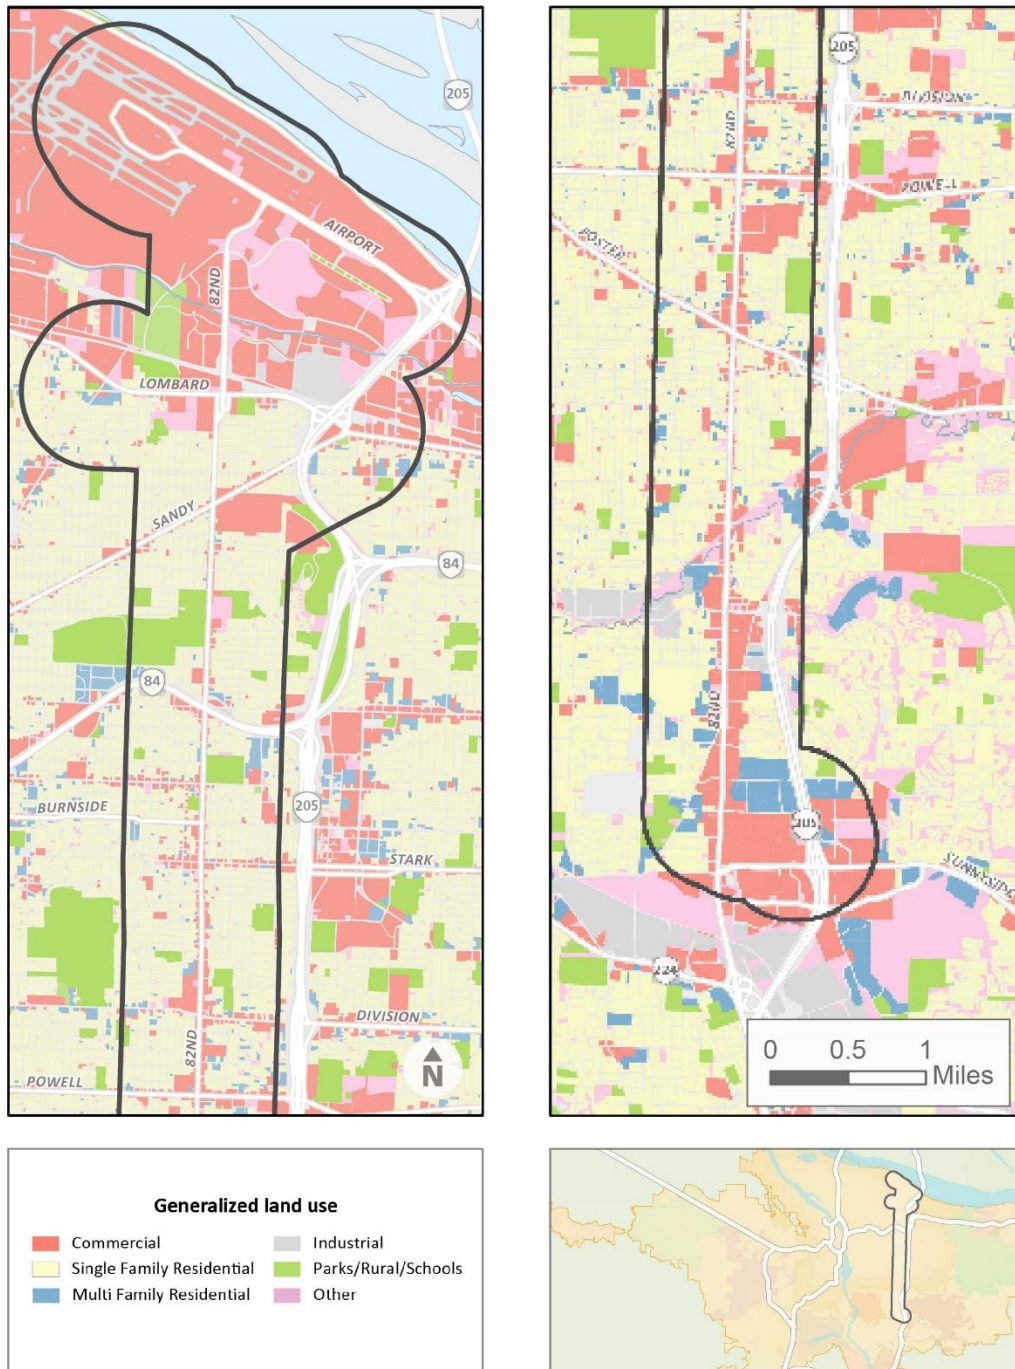 205
AIRPORT
82ND
LOMBARD
SANDY
84
84
BURNSIDE
205
STARK
DIVISION
82ND
POWELL
N
205
DIVISION
82ND
POWELL
FOSTER
82ND
205
SUNNYSIDE
224
0 0.5 1
Miles
Generalized land use
Commercial
Single Family Residential
Multi Family Residential
Industrial
Parks/Rural/Schools
Other